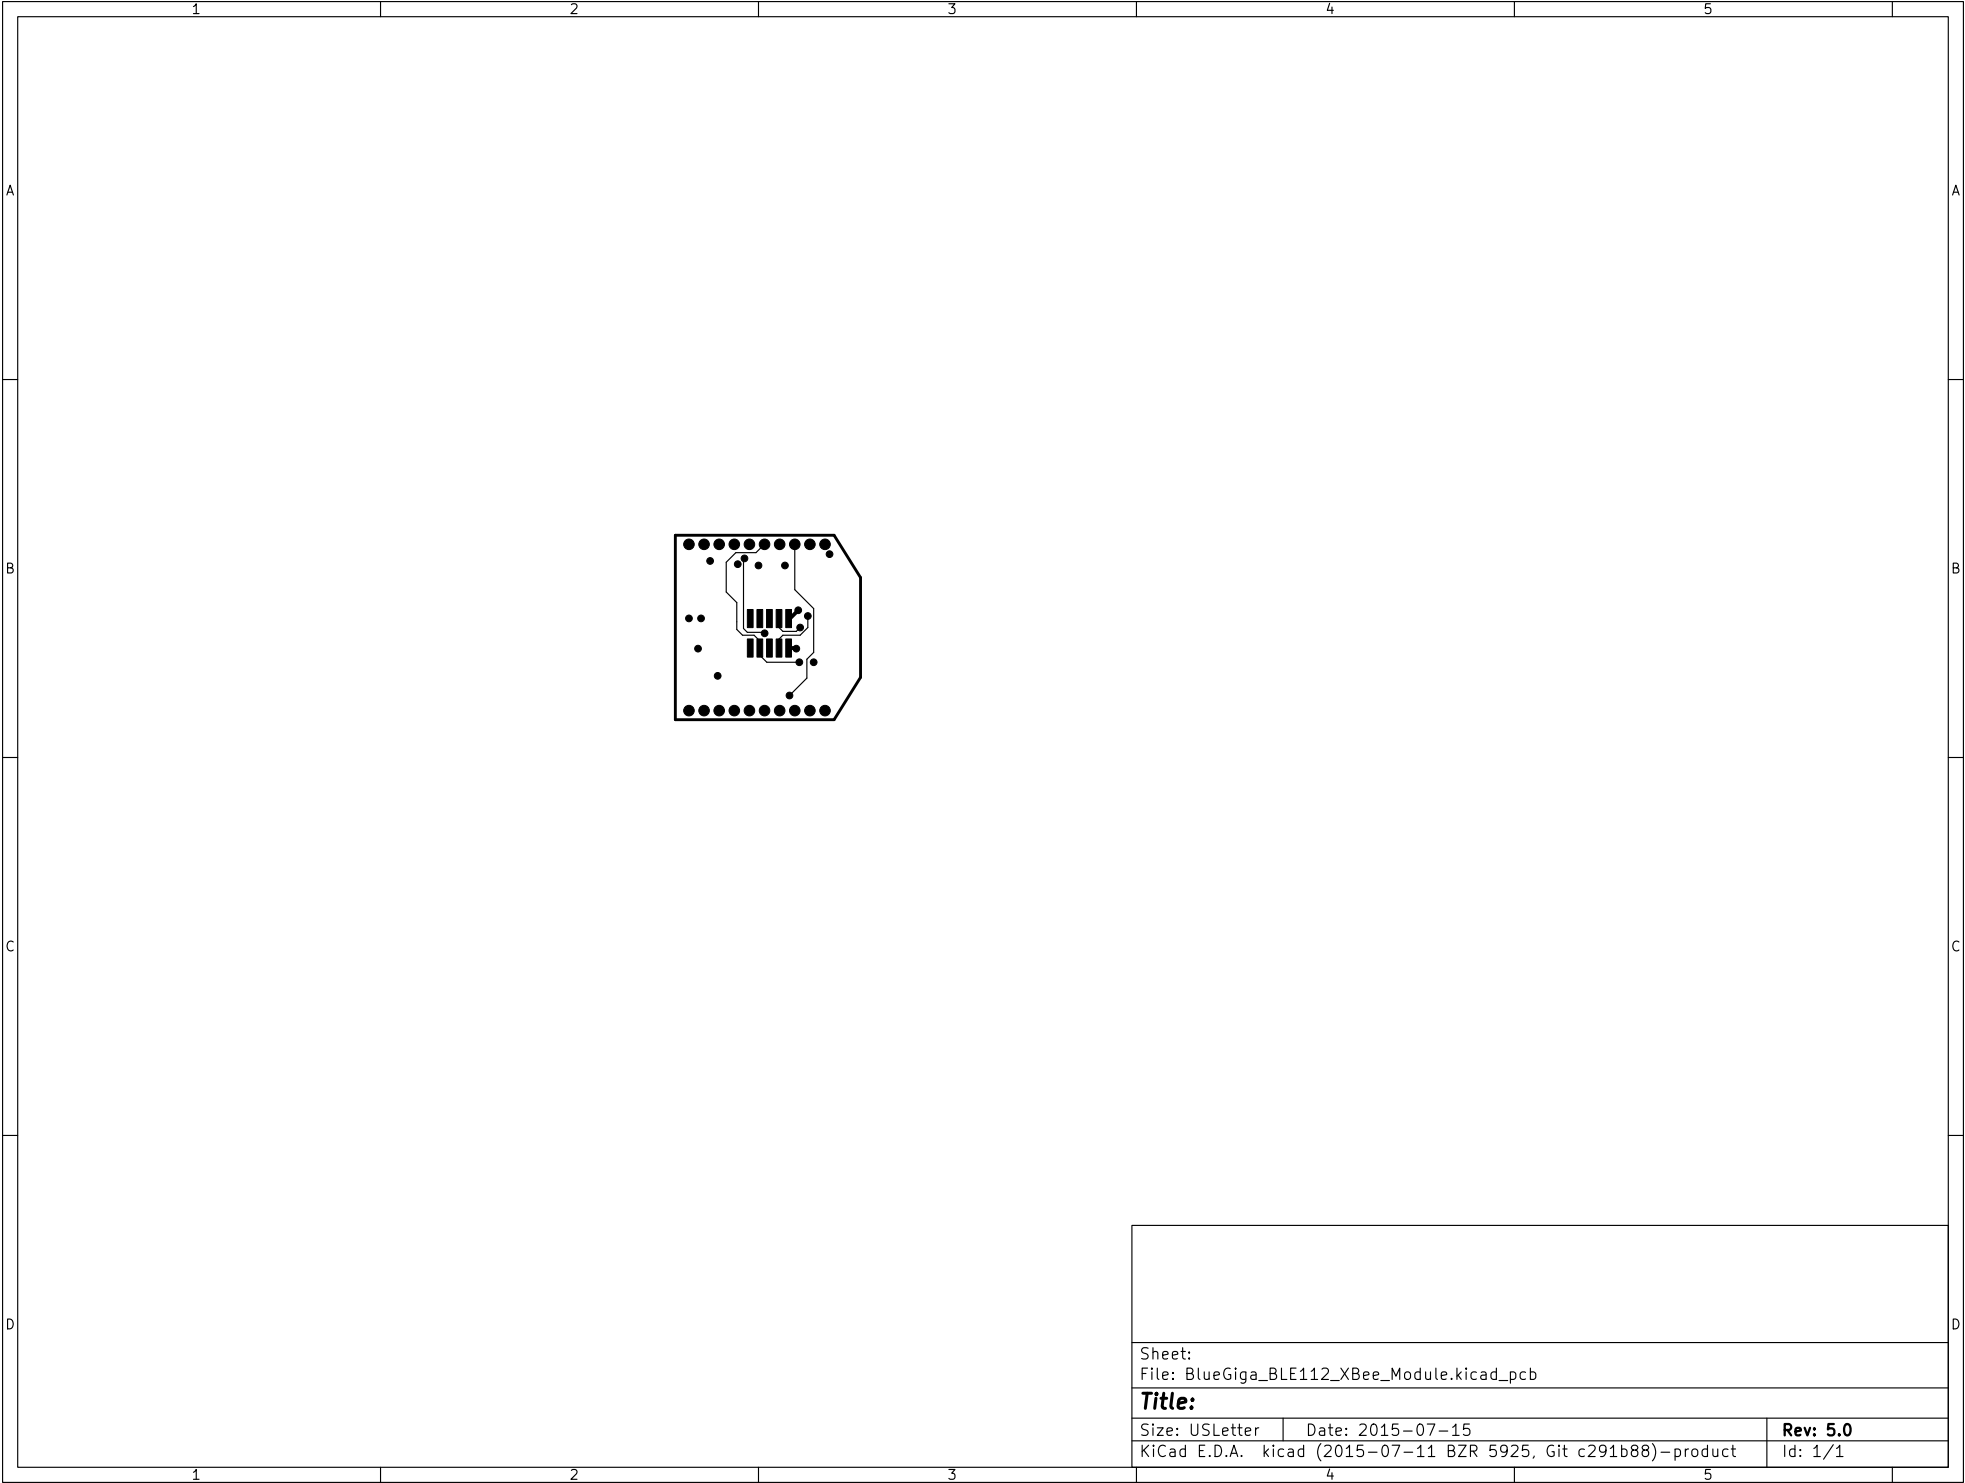 1 2 3 4 5
A A
B B
C C
D D
Sheet:
File: BlueGiga_BLE112_XBee_Module.kicad_pcb
Title:
Size: USLetter Date: 2015-07-15 Rev: 5.0
KiCad E.D.A. kicad (2015-07-11 BZR 5925, Git c291b88)-product Id: 1/1
1 2 3 4 5